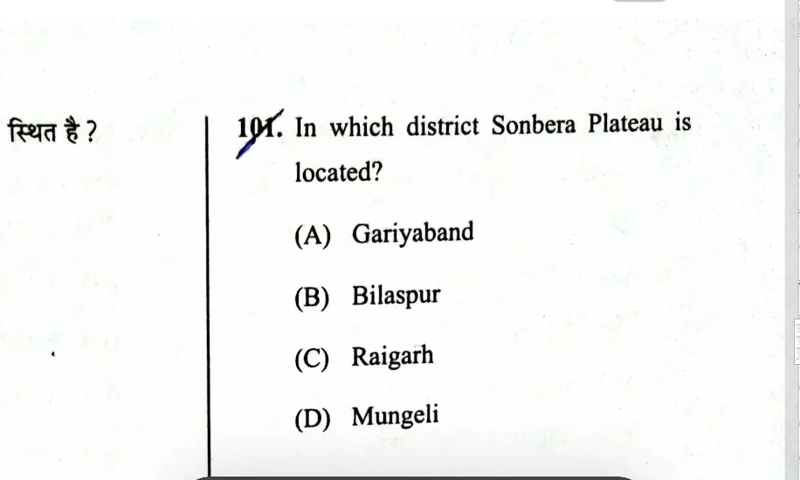 स्थित है ?
101. In which district Sonbera Plateau is
located?
(A) Gariyaband
(B) Bilaspur
(C) Raigarh
(D) Mungeli